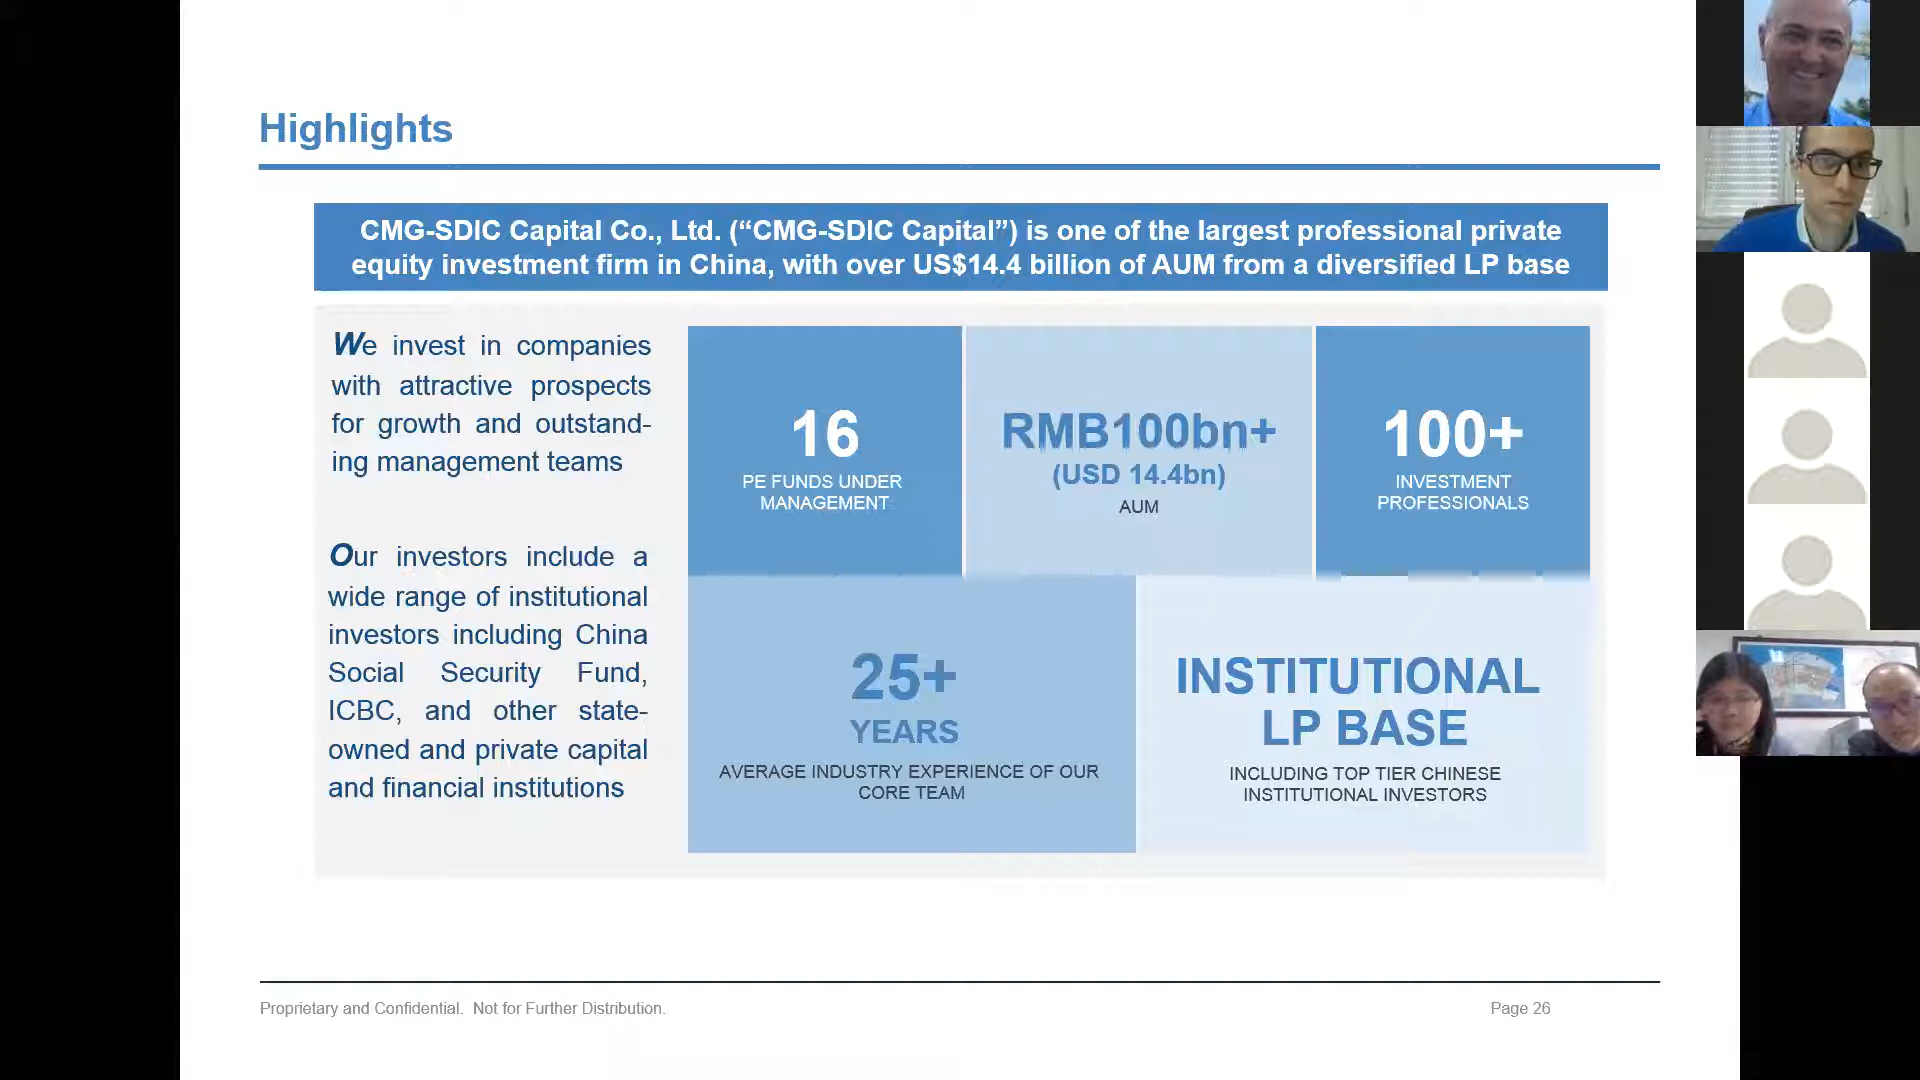 Highlights
CMG-SDIC Capital Co., Ltd. (“CMG-SDIC Capital”) is one of the largest professional private
equity investment firm in China, with over US$14.4 billion of AUM from a diversified LP base
We invest in companies
with attractive prospects
for growth and outstand-
ing management teams
Our investors include a
wide range of institutional
investors including China
Social Security Fund,
ICBC, and other state-
owned and private capital
and financial institutions
16
PE FUNDS UNDER
MANAGEMENT
RMB100bn+
(USD 14.4bn)
AUM
100+
INVESTMENT
PROFESSIONALS
25+
YEARS
AVERAGE INDUSTRY EXPERIENCE OF OUR
CORE TEAM
INSTITUTIONAL
LP BASE
INCLUDING TOP TIER CHINESE
INSTITUTIONAL INVESTORS
Proprietary and Confidential. Not for Further Distribution.
Page 26